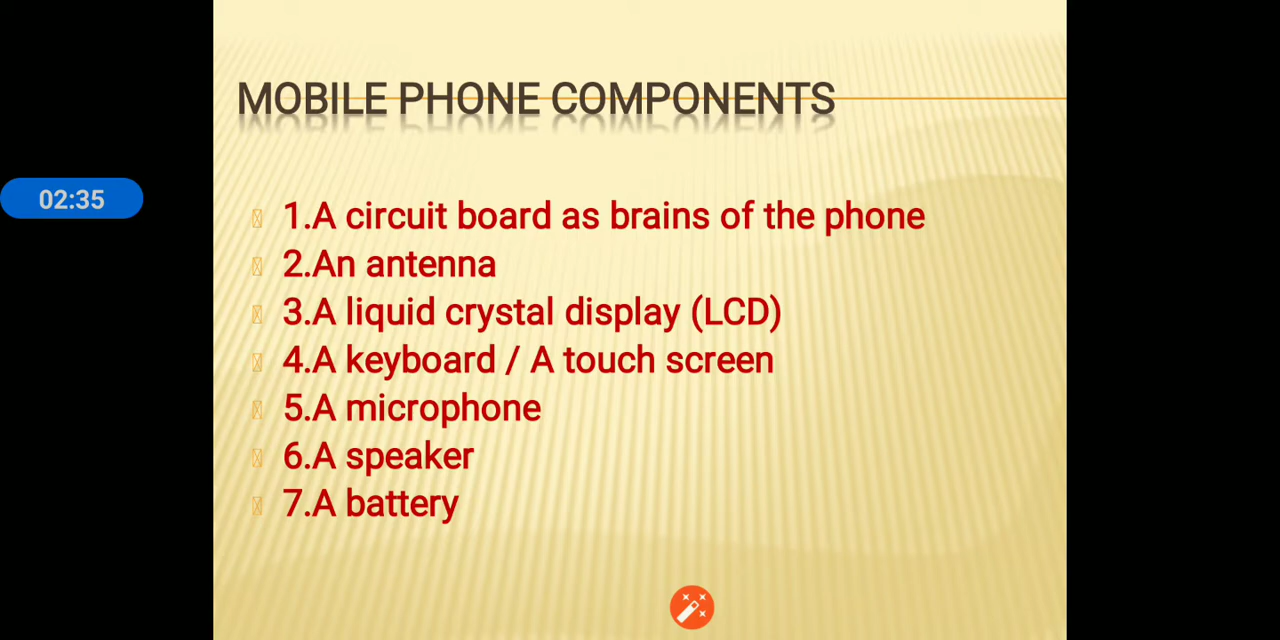 MOBILE PHONE COMPONENTS
02:35
1.A circuit board as brains of the phone
2.An antenna
3.A liquid crystal display (LCD)
4.A keyboard / A touch screen
5.A microphone
6.A speaker
7.A battery